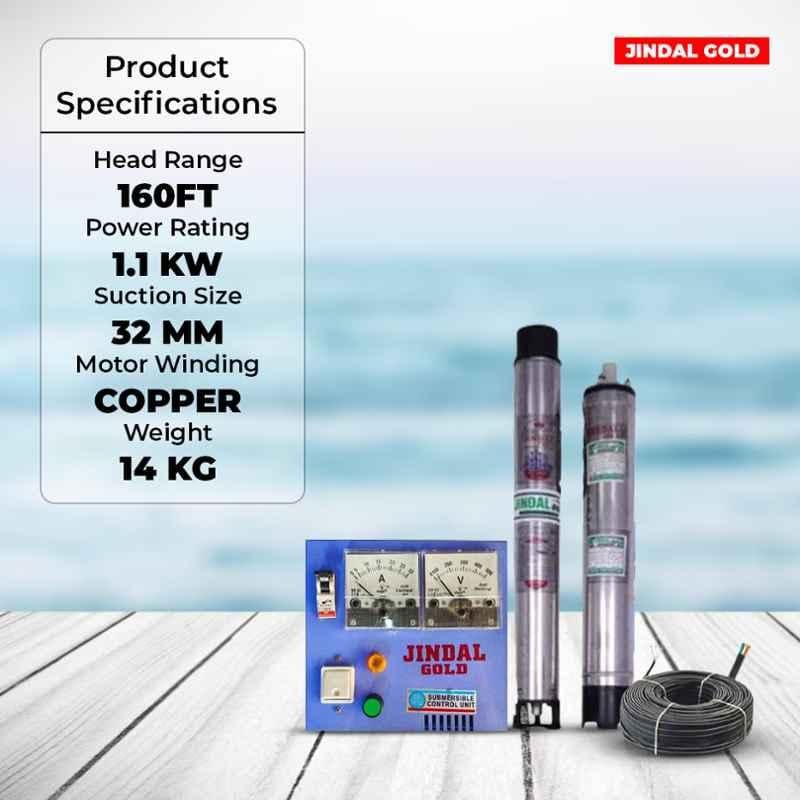 JINDAL GOLD
Product
Specifications
Head Range
160FT
Power Rating
1.1 KW
Suction Size
32 MM
Motor Winding
COPPER
Weight
14 KG
A
V
JINDAL
GOLD
SUBMERSIBLE
CONTROL UNIT
JINDAL